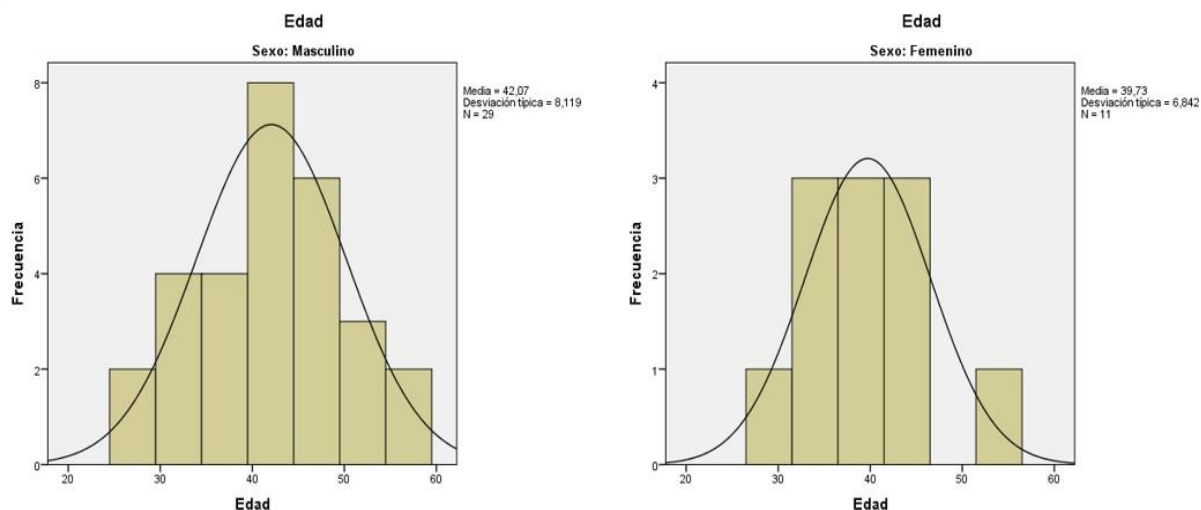 Edad
Sexo: Masculino
Media = 42,07
Desviación típica = 8,119
N = 29
Frecuencia
8
6
4
2
0
20 30 40 50 60
Edad
Edad
Sexo: Femenino
Media = 39,73
Desviación típica = 6,842
N = 11
Frecuencia
4
3
2
1
0
20 30 40 50 60
Edad